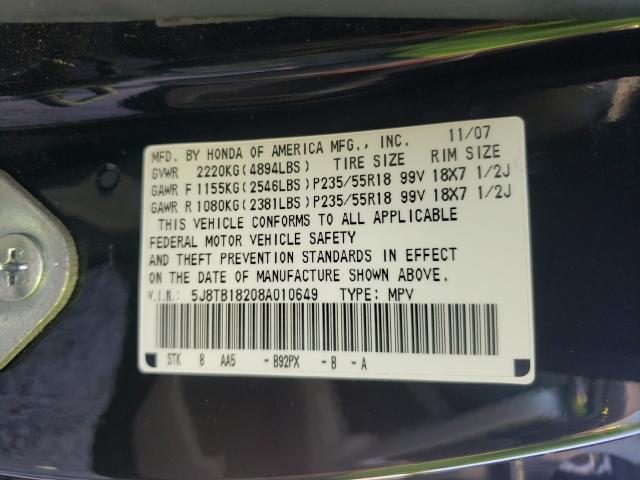 MFD. BY HONDA OF AMERICA MFG., INC. 11/07
GVWR 2220KG(4894LBS) TIRE SIZE RIM SIZE
GAWR F1155KG(2546LBS)P235/55R18 99V 18X7 1/2J
GAWR R1080KG(2381LBS)P235/55R18 99V 18X7 1/2J
THIS VEHICLE CONFORMS TO ALL APPLICABLE
FEDERAL MOTOR VEHICLE SAFETY
AND THEFT PREVENTION STANDARDS IN EFFECT
ON THE DATE OF MANUFACTURE SHOWN ABOVE.
V.I.N.: 5J8TB18208A010649 TYPE: MPV
STK 8 AA5 -B92PX -B -A